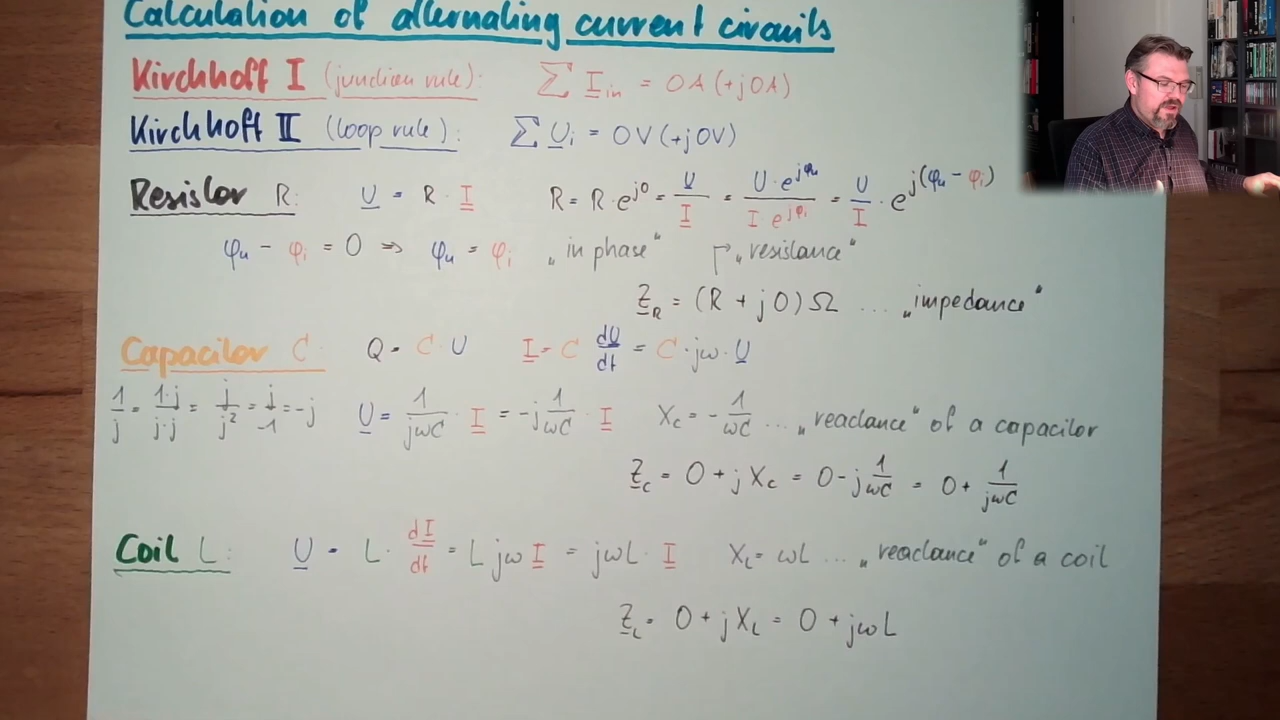 Calculation of alternating current circuits
Kirchhoff I (junction rule): ∑ I_in = 0A (+j0A)
Kirchhoff II (loop rule): ∑ U_i = 0V (+j0V)
Resistor R: U = R · I R = R · e^{j0} = U/I = U·e^{jφu}/I e^{jφi} = U/I · e^{j(φu - φi)}
φu - φi = 0 ⇒ φu = φi „in phase“ „resistance“
Z_R = (R + j0) Ω ... „impedance“
Capacitor C: Q = C U I = C dU/dt = C · jω · U
1/j = 1·j/j·j = j/j² = j/-1 = -j U = 1/jωC · I = -j 1/ωC · I X_C = - 1/ωC ... „reactance“ of a capacitor
Z_C = 0 + j X_C = 0 - j 1/ωC = 0 + 1/jωC
Coil L: U = L · dI/dt = L jω I = jωL · I X_L = ωL ... „reactance“ of a coil
Z_L = 0 + j X_L = 0 + jωL